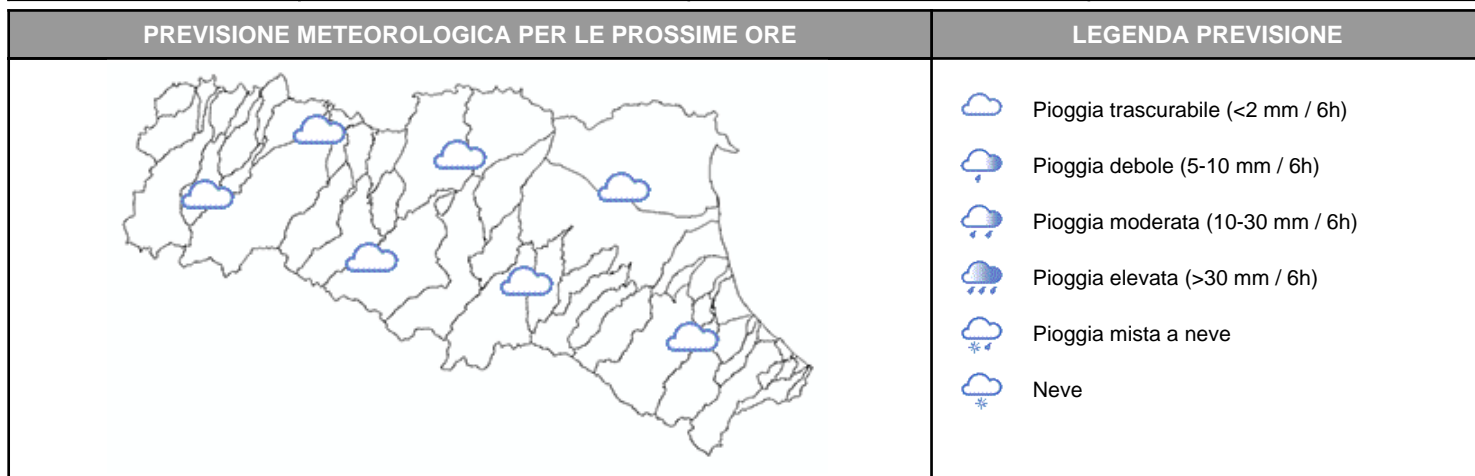 PREVISIONE METEOROLOGICA PER LE PROSSIME ORE
LEGENDA PREVISIONE
Pioggia trascurabile (<2 mm / 6h)
Pioggia debole (5-10 mm / 6h)
Pioggia moderata (10-30 mm / 6h)
Pioggia elevata (>30 mm / 6h)
Pioggia mista a neve
Neve